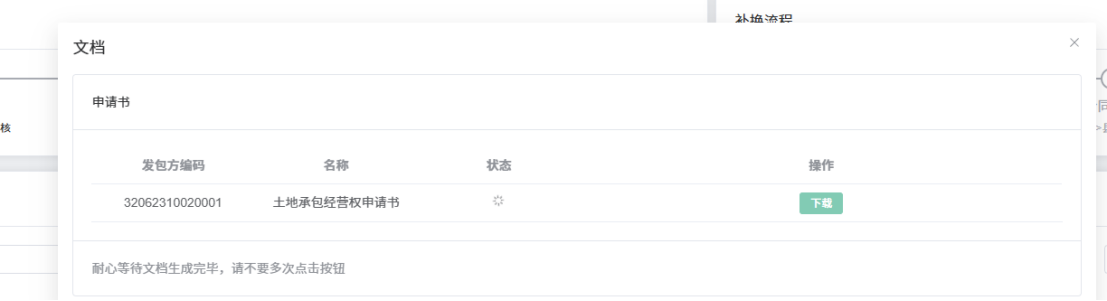 补换流程
文档
申请书
核
发包方编码 名称 状态 操作
32062310020001 土地承包经营权申请书 下载
耐心等待文档生成完毕，请不要多次点击按钮